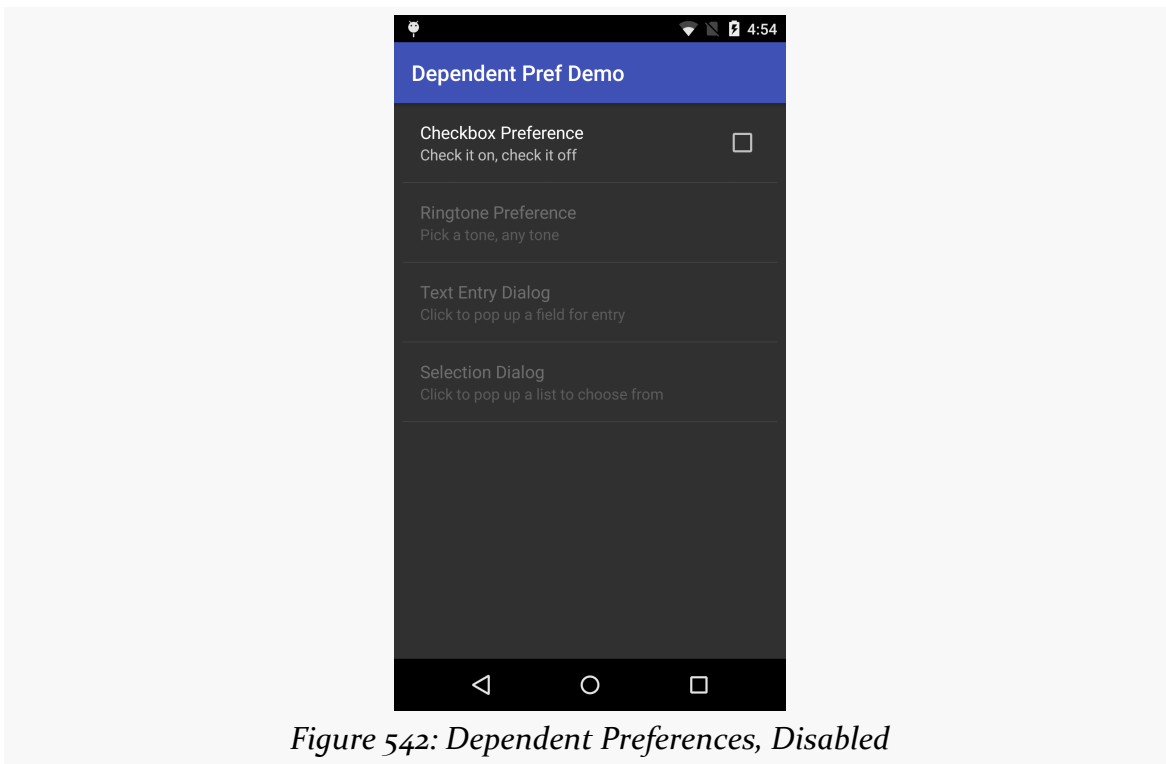 4:54
Dependent Pref Demo
Checkbox Preference
Check it on, check it off
Ringtone Preference
Pick a tone, any tone
Text Entry Dialog
Click to pop up a field for entry
Selection Dialog
Click to pop up a list to choose from
Figure 542: Dependent Preferences, Disabled